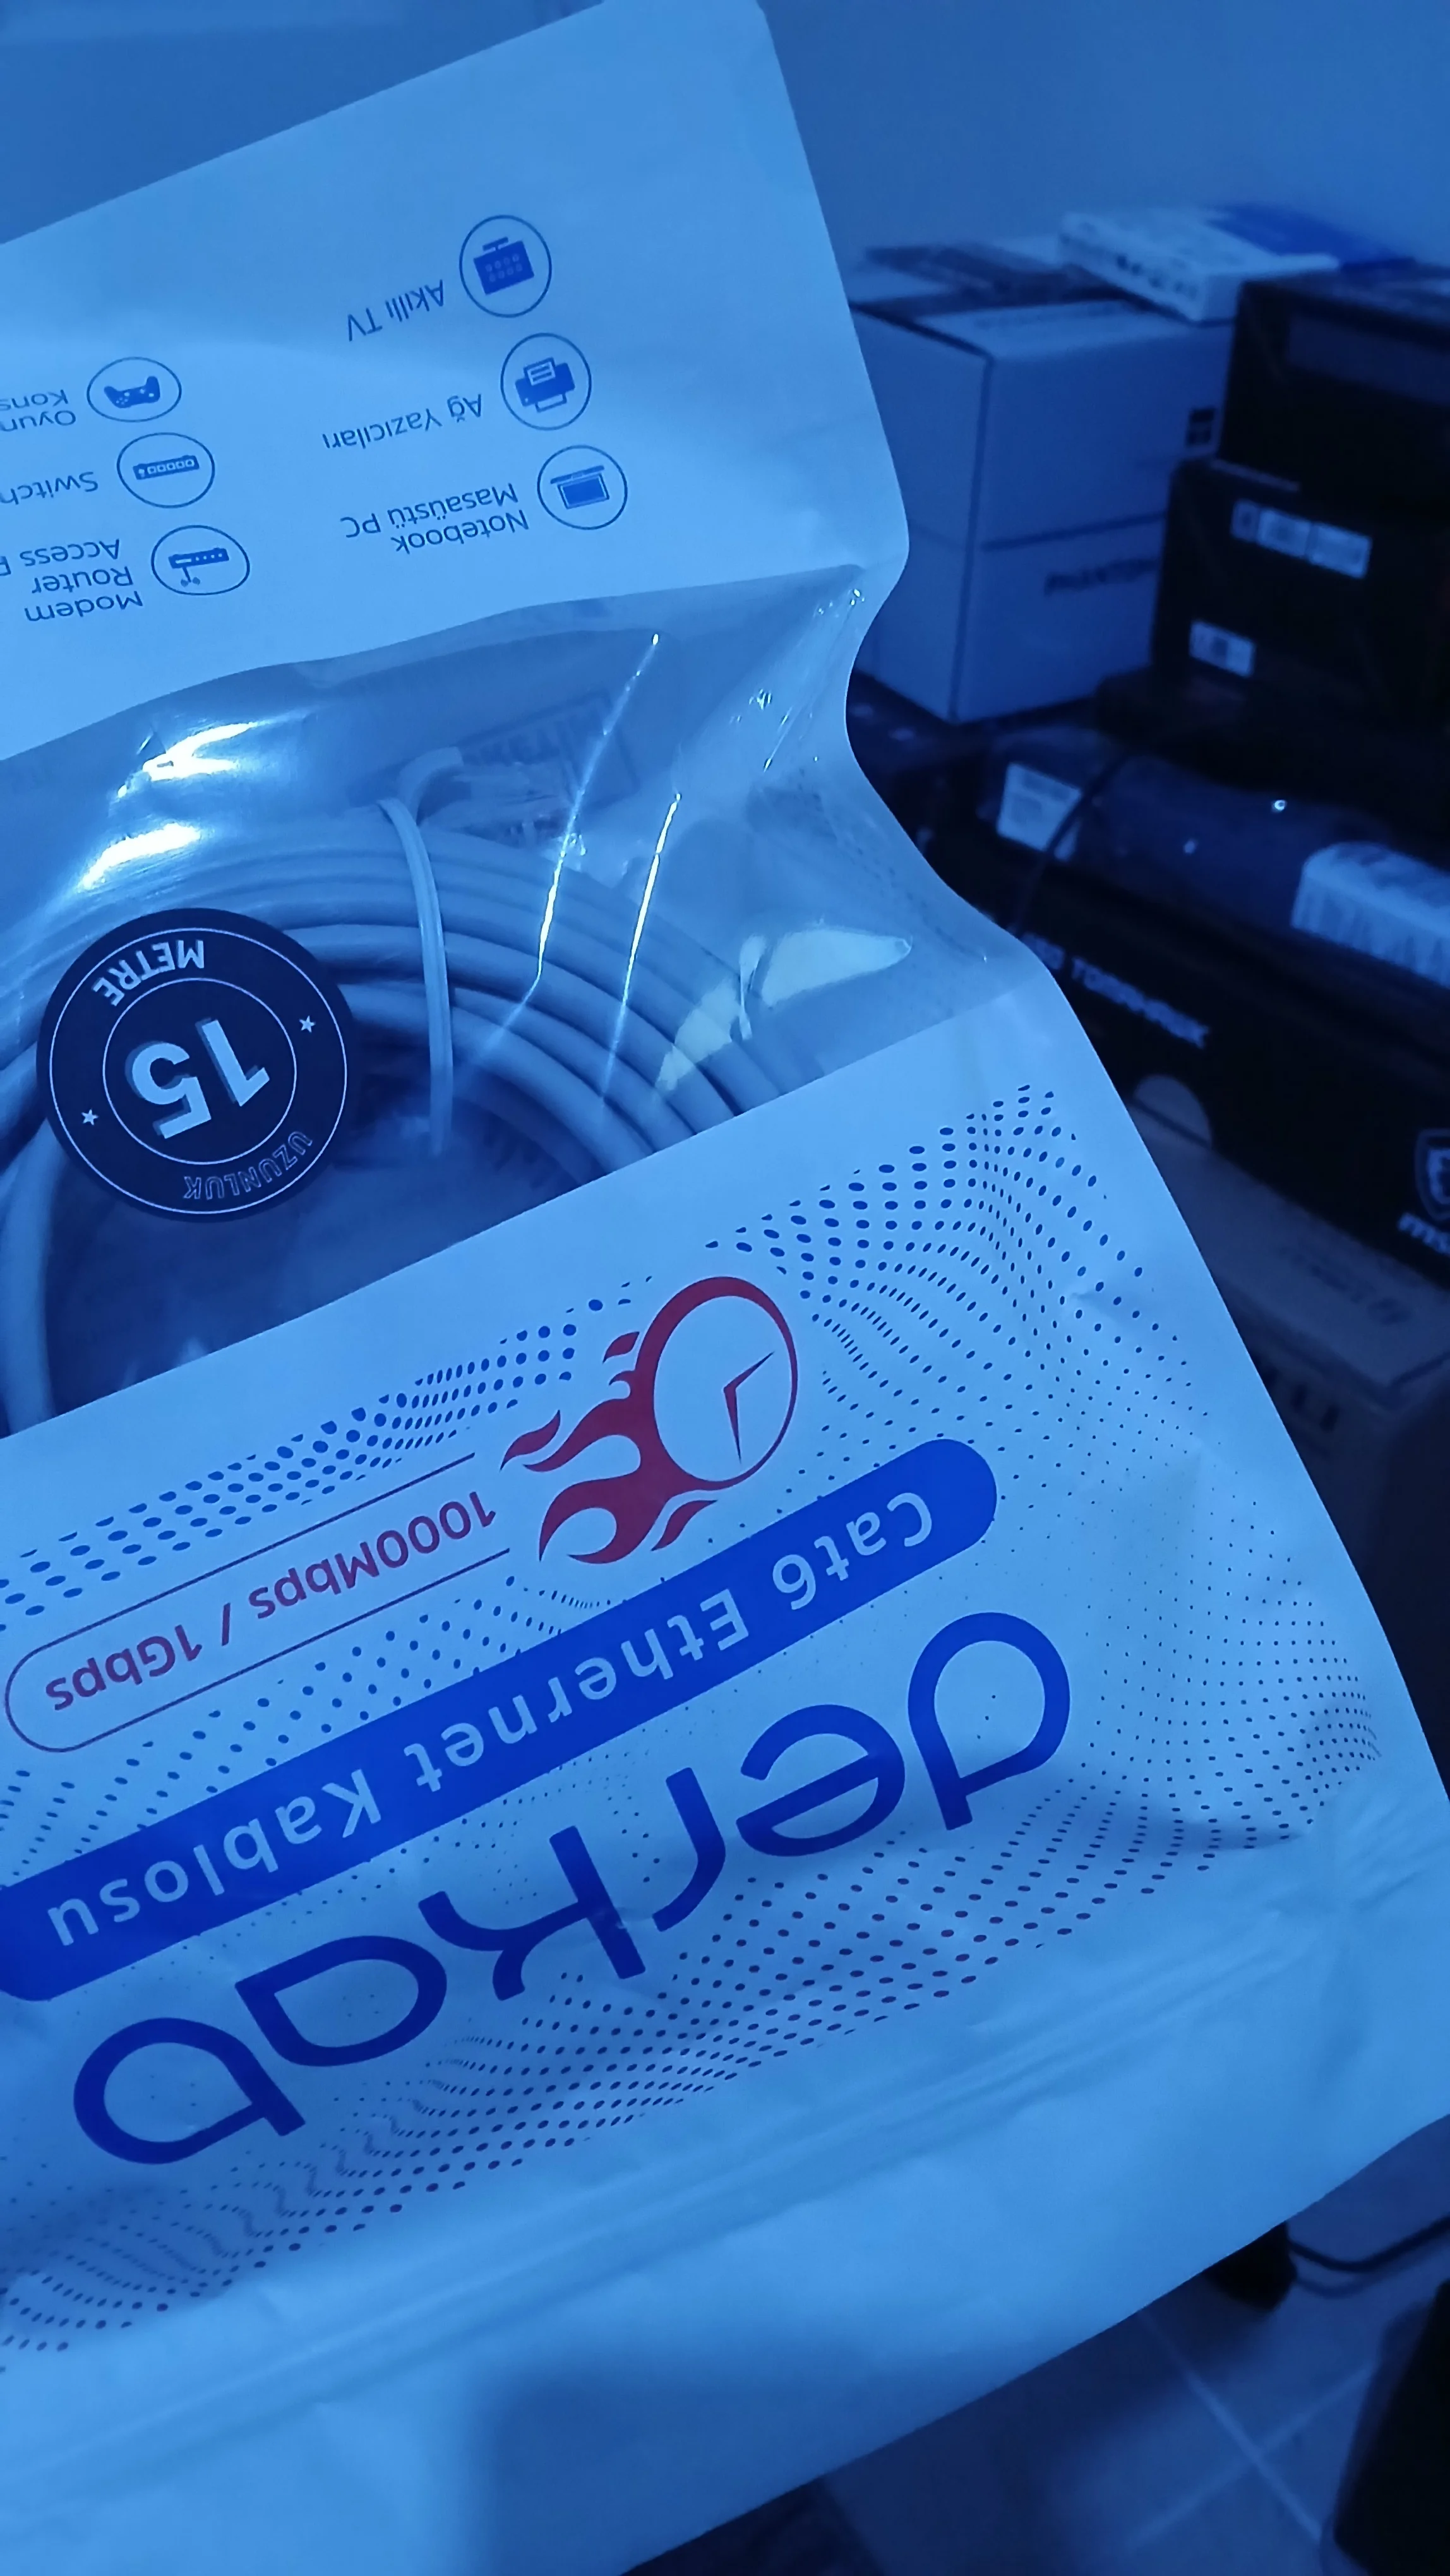 derkab
Cat6 Ethernet Kablosu
1000Mbps / 1Gbps
UZUNLUK
15
METRE
Notebook
Masaüstü PC
Ağ Yazıcıları
Akıllı TV
Modem
Router
Access
Switch
Oyun
TOMAHAWK